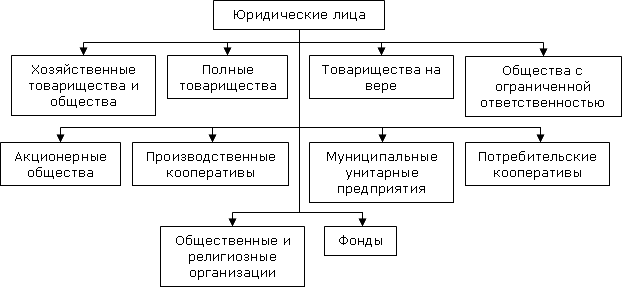 Юридические лица
Хозяйственные
товарищества и
общества
Полные
товарищества
Товарищества на
вере
Общества с
ограниченной
ответственностью
Акционерные
общества
Производственные
кооперативы
Муниципальные
унитарные
предприятия
Потребительские
кооперативы
Общественные и
религиозные
организации
Фонды